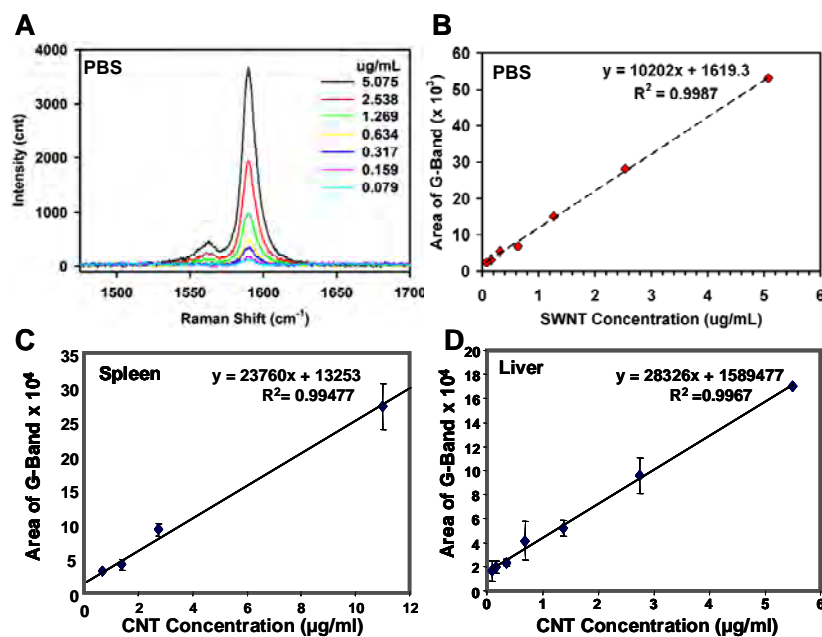 A
PBS
ug/mL
5.075
2.538
1.269
0.634
0.317
0.159
0.079
4000
3000
2000
1000
0
Intensity (cnt)
1500
1550
1600
1650
1700
Raman Shift (cm⁻¹)
B
PBS
y = 10202x + 1619.3
R² = 0.9987
60
50
40
30
20
10
0
Area of G-Band (x 10³)
0
1
2
3
4
5
6
SWNT Concentration (ug/mL)
C
Spleen
y = 23760x + 13253
R²= 0.99477
35
30
25
20
15
10
5
0
Area of G-Band x 10⁴
0
2
4
6
8
10
12
CNT Concentration (µg/ml)
D
Liver
y = 28326x + 1589477
R²=0.9967
20
18
16
14
12
10
8
6
4
2
0
Area of G-Band x 10⁴
0
1
2
3
4
5
6
CNT Concentration (µg/ml)